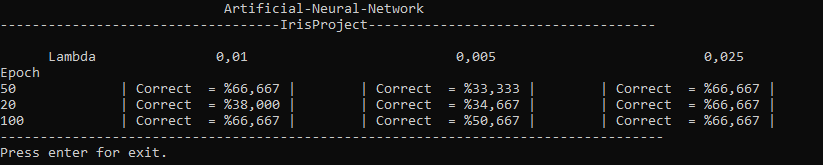 Artificial-Neural-Network
-----------------------------------IrisProject------------------------------------
Lambda 0,01 0,005 0,025
Epoch
50 | Correct = %66,667 | | Correct = %33,333 | | Correct = %66,667 |
20 | Correct = %38,000 | | Correct = %34,667 | | Correct = %66,667 |
100 | Correct = %66,667 | | Correct = %50,667 | | Correct = %66,667 |
-----------------------------------------------------------------------------------
Press enter for exit.